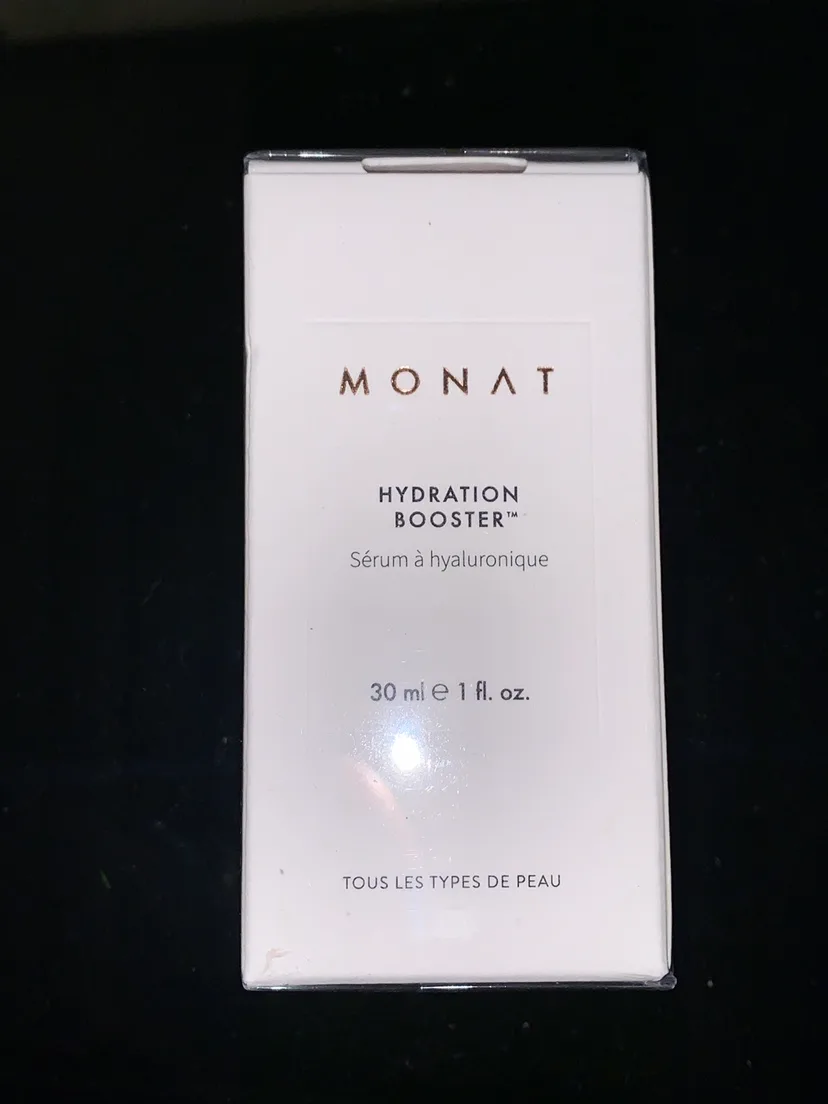 MONAT
HYDRATION
BOOSTER™
Sérum à hyaluronique
30 ml ℮ 1 fl. oz.
TOUS LES TYPES DE PEAU